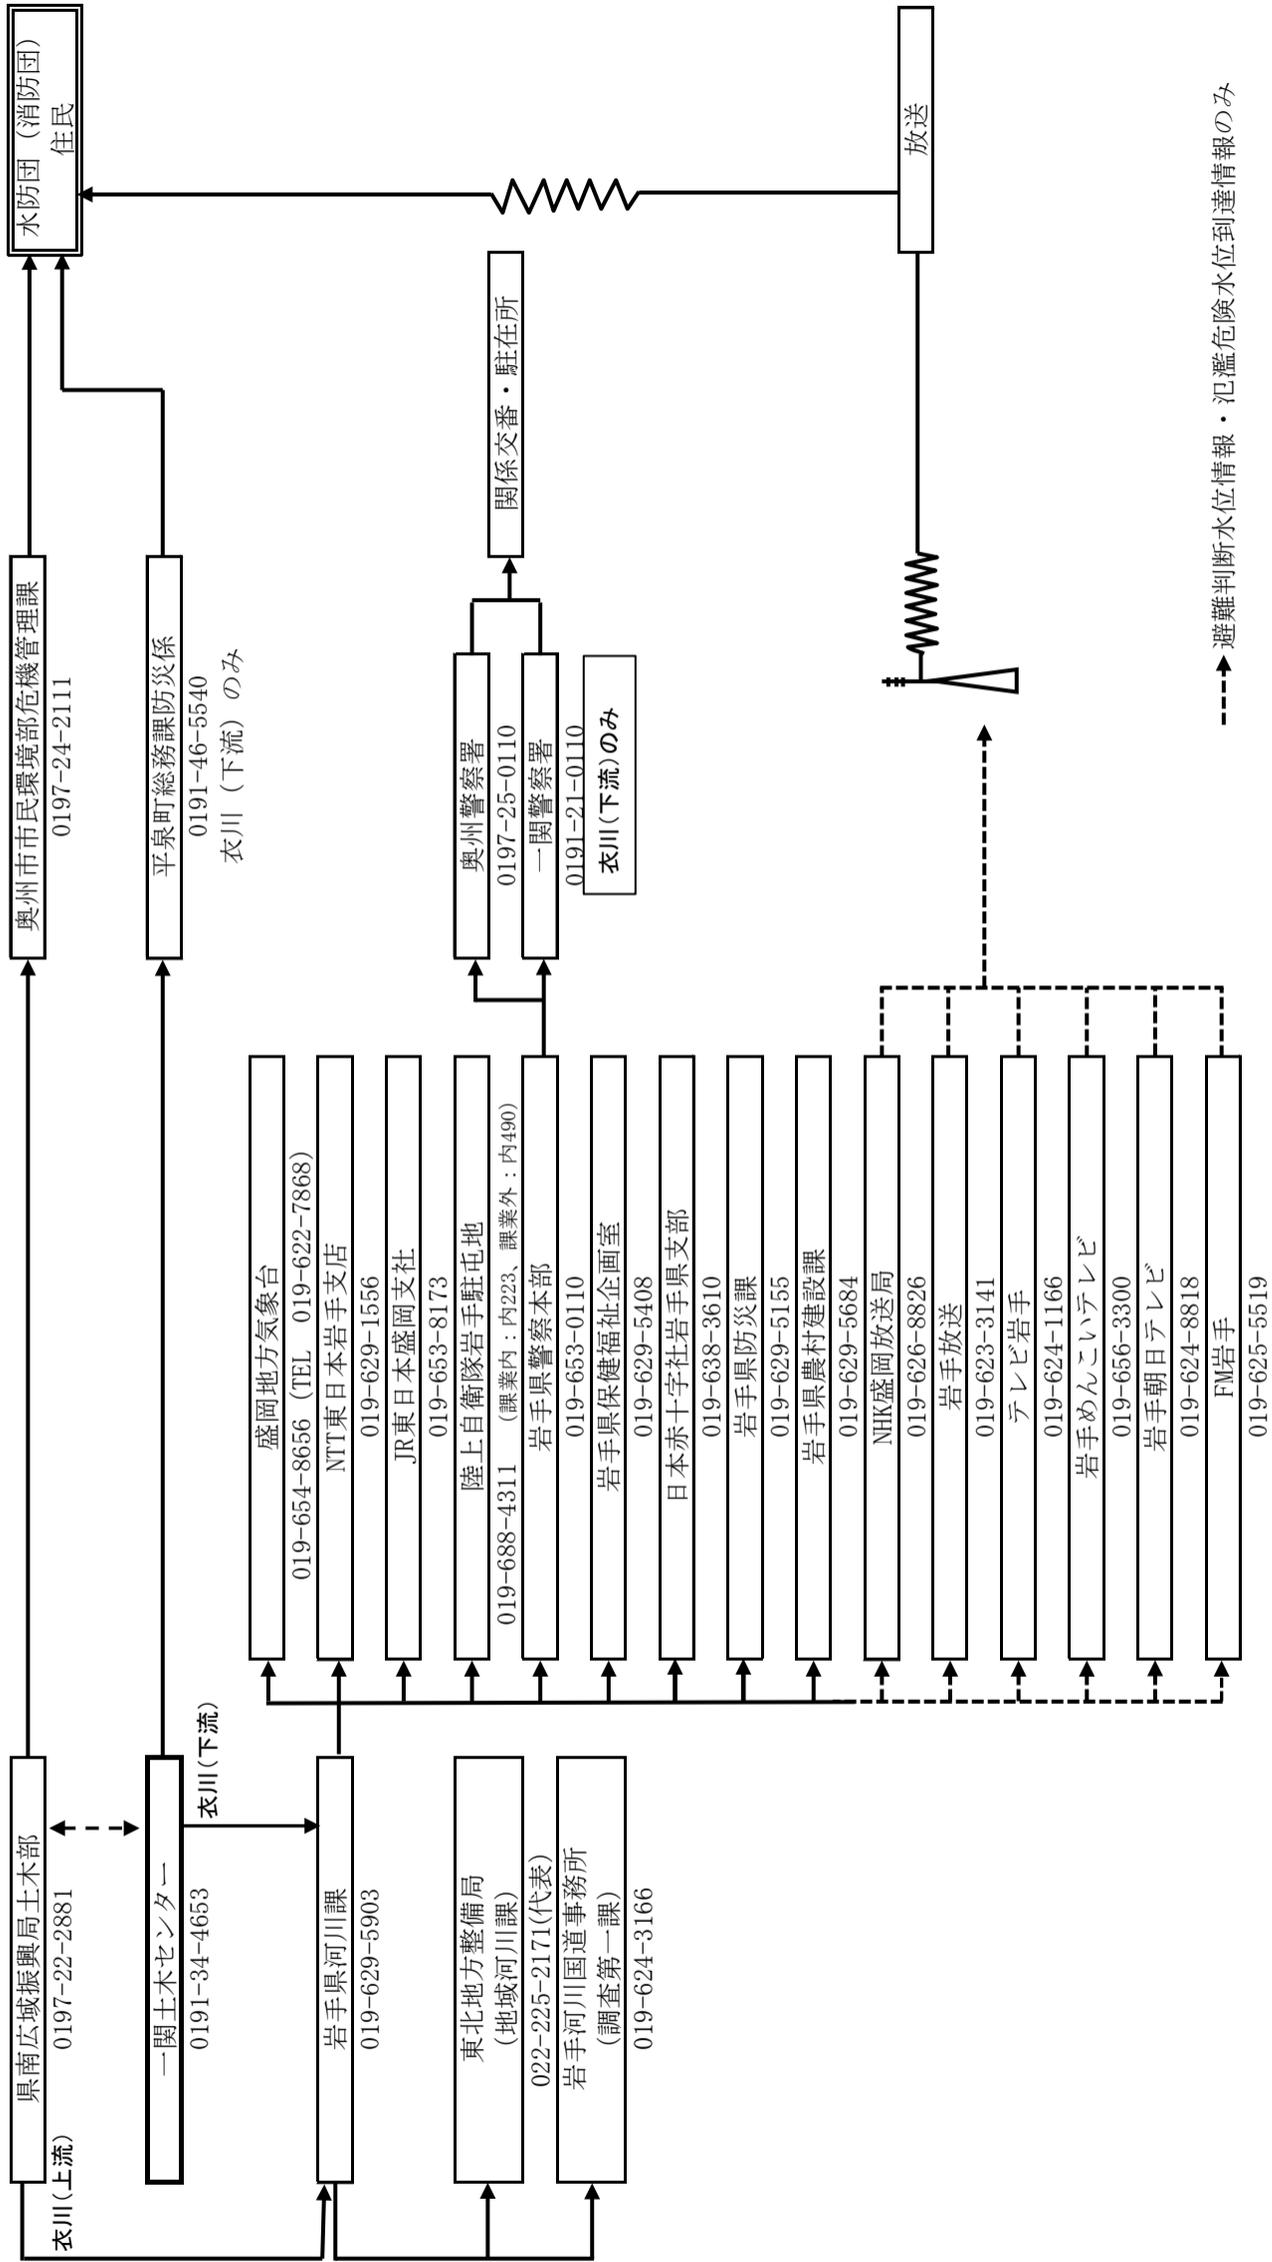 県南広域振興局土木部
0197-22-2881
衣川(上流)
一関土木センター
0191-34-4653
衣川(下流)
岩手県河川課
019-629-5903
東北地方整備局
(地域河川課)
022-225-2171(代表)
岩手河川国道事務所
(調査第一課)
019-624-3166
盛岡地方気象台
019-654-8656 (TEL 019-622-7868)
NTT東日本岩手支店
019-629-1556
JR東日本盛岡支社
019-653-8173
陸上自衛隊岩手駐屯地
019-688-4311 (課業内:内223、課業外:内490)
岩手県警察本部
019-653-0110
岩手県保健福祉企画室
019-629-5408
日本赤十字社岩手県支部
019-638-3610
岩手県防災課
019-629-5155
岩手県農村建設課
019-629-5684
NHK盛岡放送局
019-626-8826
岩手放送
019-623-3141
テレビ岩手
019-624-1166
岩手めんこいテレビ
019-656-3300
岩手朝日テレビ
019-624-8818
FM岩手
019-625-5519
奥州市市民環境部危機管理課
0197-24-2111
平泉町総務課防災係
0191-46-5540
衣川(下流)のみ
奥州警察署
0197-25-0110
一関警察署
0191-21-0110
衣川(下流)のみ
関係交番・駐在所
水防団(消防団)
住民
放送
避難判断水位情報・氾濫危険水位到達情報のみ